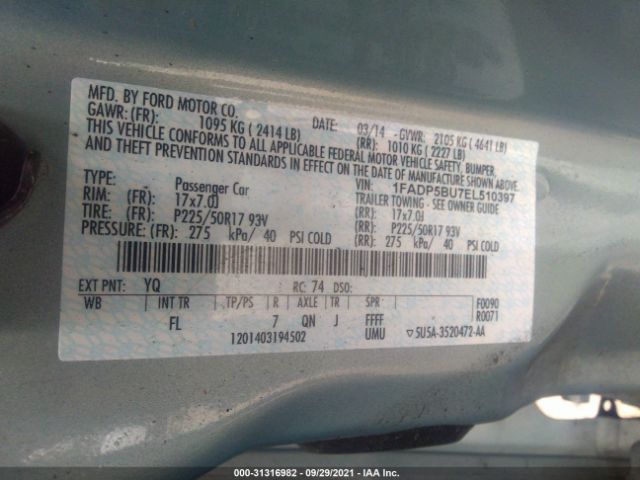 MFD. BY FORD MOTOR CO.
DATE: 03/14 GVWR: 2105 KG ( 4641 LB)
GAWR: (FR): 1095 KG ( 2414 LB) (RR): 1010 KG ( 2227 LB)
THIS VEHICLE CONFORMS TO ALL APPLICABLE FEDERAL MOTOR VEHICLE SAFETY, BUMPER,
AND THEFT PREVENTION STANDARDS IN EFFECT ON THE DATE OF MANUFACTURE SHOWN ABOVE.
VIN: 1FADP5BU7EL510397
TYPE: Passenger Car TRAILER TOWING - SEE OWNER GUIDE
RIM: (FR): 17x7.0J (RR): 17x7.0J
TIRE: (FR): P225/50R17 93V (RR): P225/50R17 93V
PRESSURE: (FR): 275 kPa/ 40 PSI COLD (RR): 275 kPa/ 40 PSI COLD
EXT PNT: YQ RC: 74 DSO:
WB INT TR TP/PS R AXLE TR SPR F0090
R0071
FL 7 QN J FFFF
1201403194502 UMU ▽ 5U5A-3520472-AA
000-31316982 - 09/29/2021 - IAA Inc.